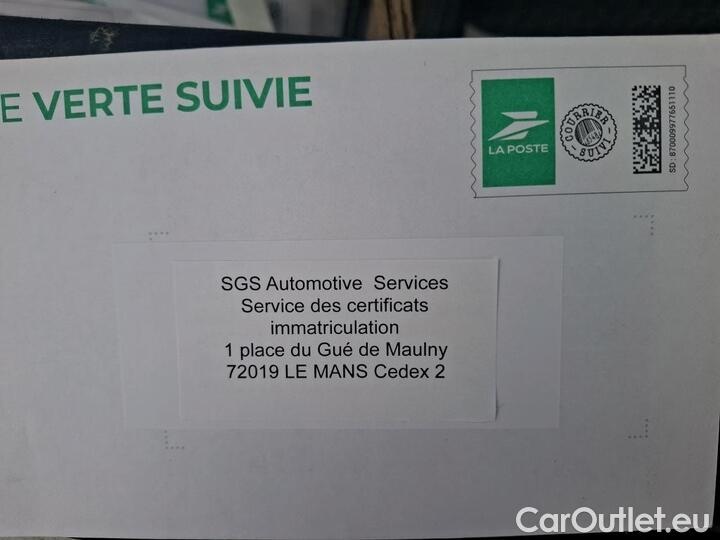 E VERTE SUIVIE
LA POSTE
COURRIER SUIVI
SD : 87000997765110
SGS Automotive Services
Service des certificats
immatriculation
1 place du Gué de Maulny
72019 LE MANS Cedex 2
CarOutlet.eu